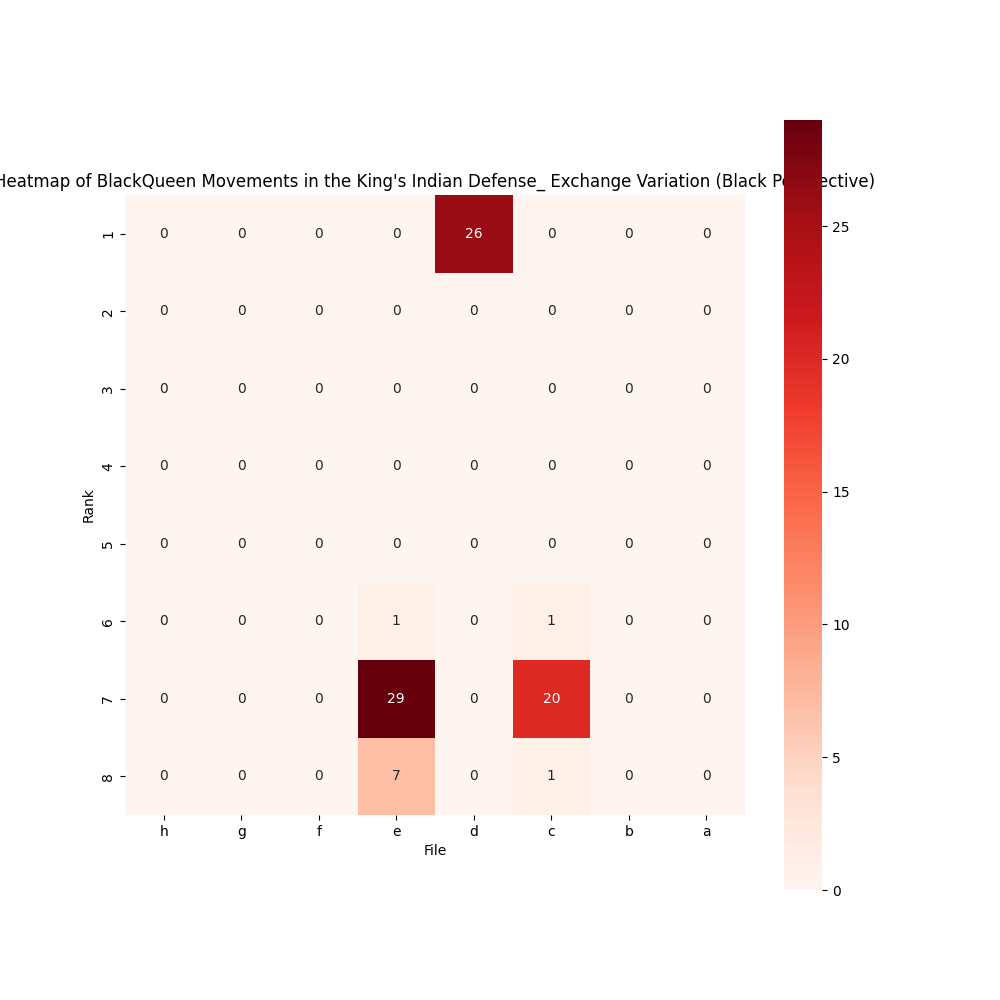 Heatmap of BlackQueen Movements in the King's Indian Defense_ Exchange Variation (Black
1 0 0 0 0 26 0 0 0
2 0 0 0 0 0 0 0 0
3 0 0 0 0 0 0 0 0
4 0 0 0 0 0 0 0 0
5 0 0 0 0 0 0 0 0
6 0 0 0 1 0 1 0 0
7 0 0 0 29 0 20 0 0
8 0 0 0 7 0 1 0 0
h g f e d c b a
File
Rank
25
20
15
10
5
0